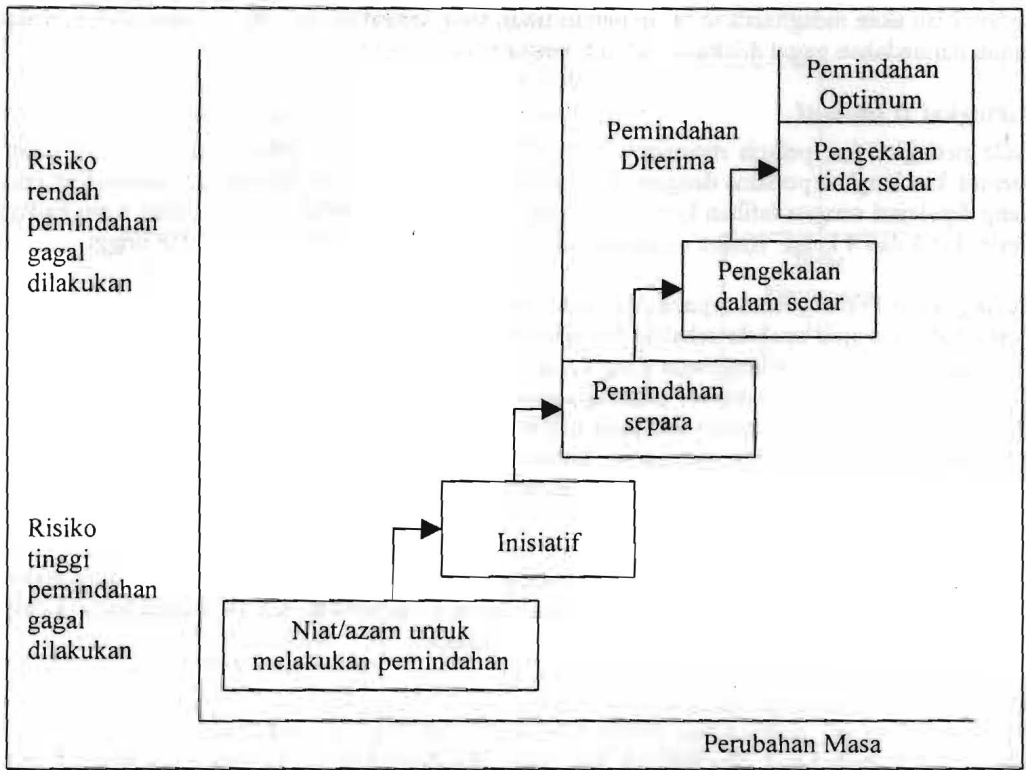 Pemindahan
Optimum
Pemindahan
Diterima
Pengekalan
tidak sedar
Risiko
rendah
pemindahan
gagal
dilakukan
Pengekalan
dalam sedar
Pemindahan
separa
Inisiatif
Risiko
tinggi
pemindahan
gagal
dilakukan
Niat/azam untuk
melakukan pemindahan
Perubahan Masa